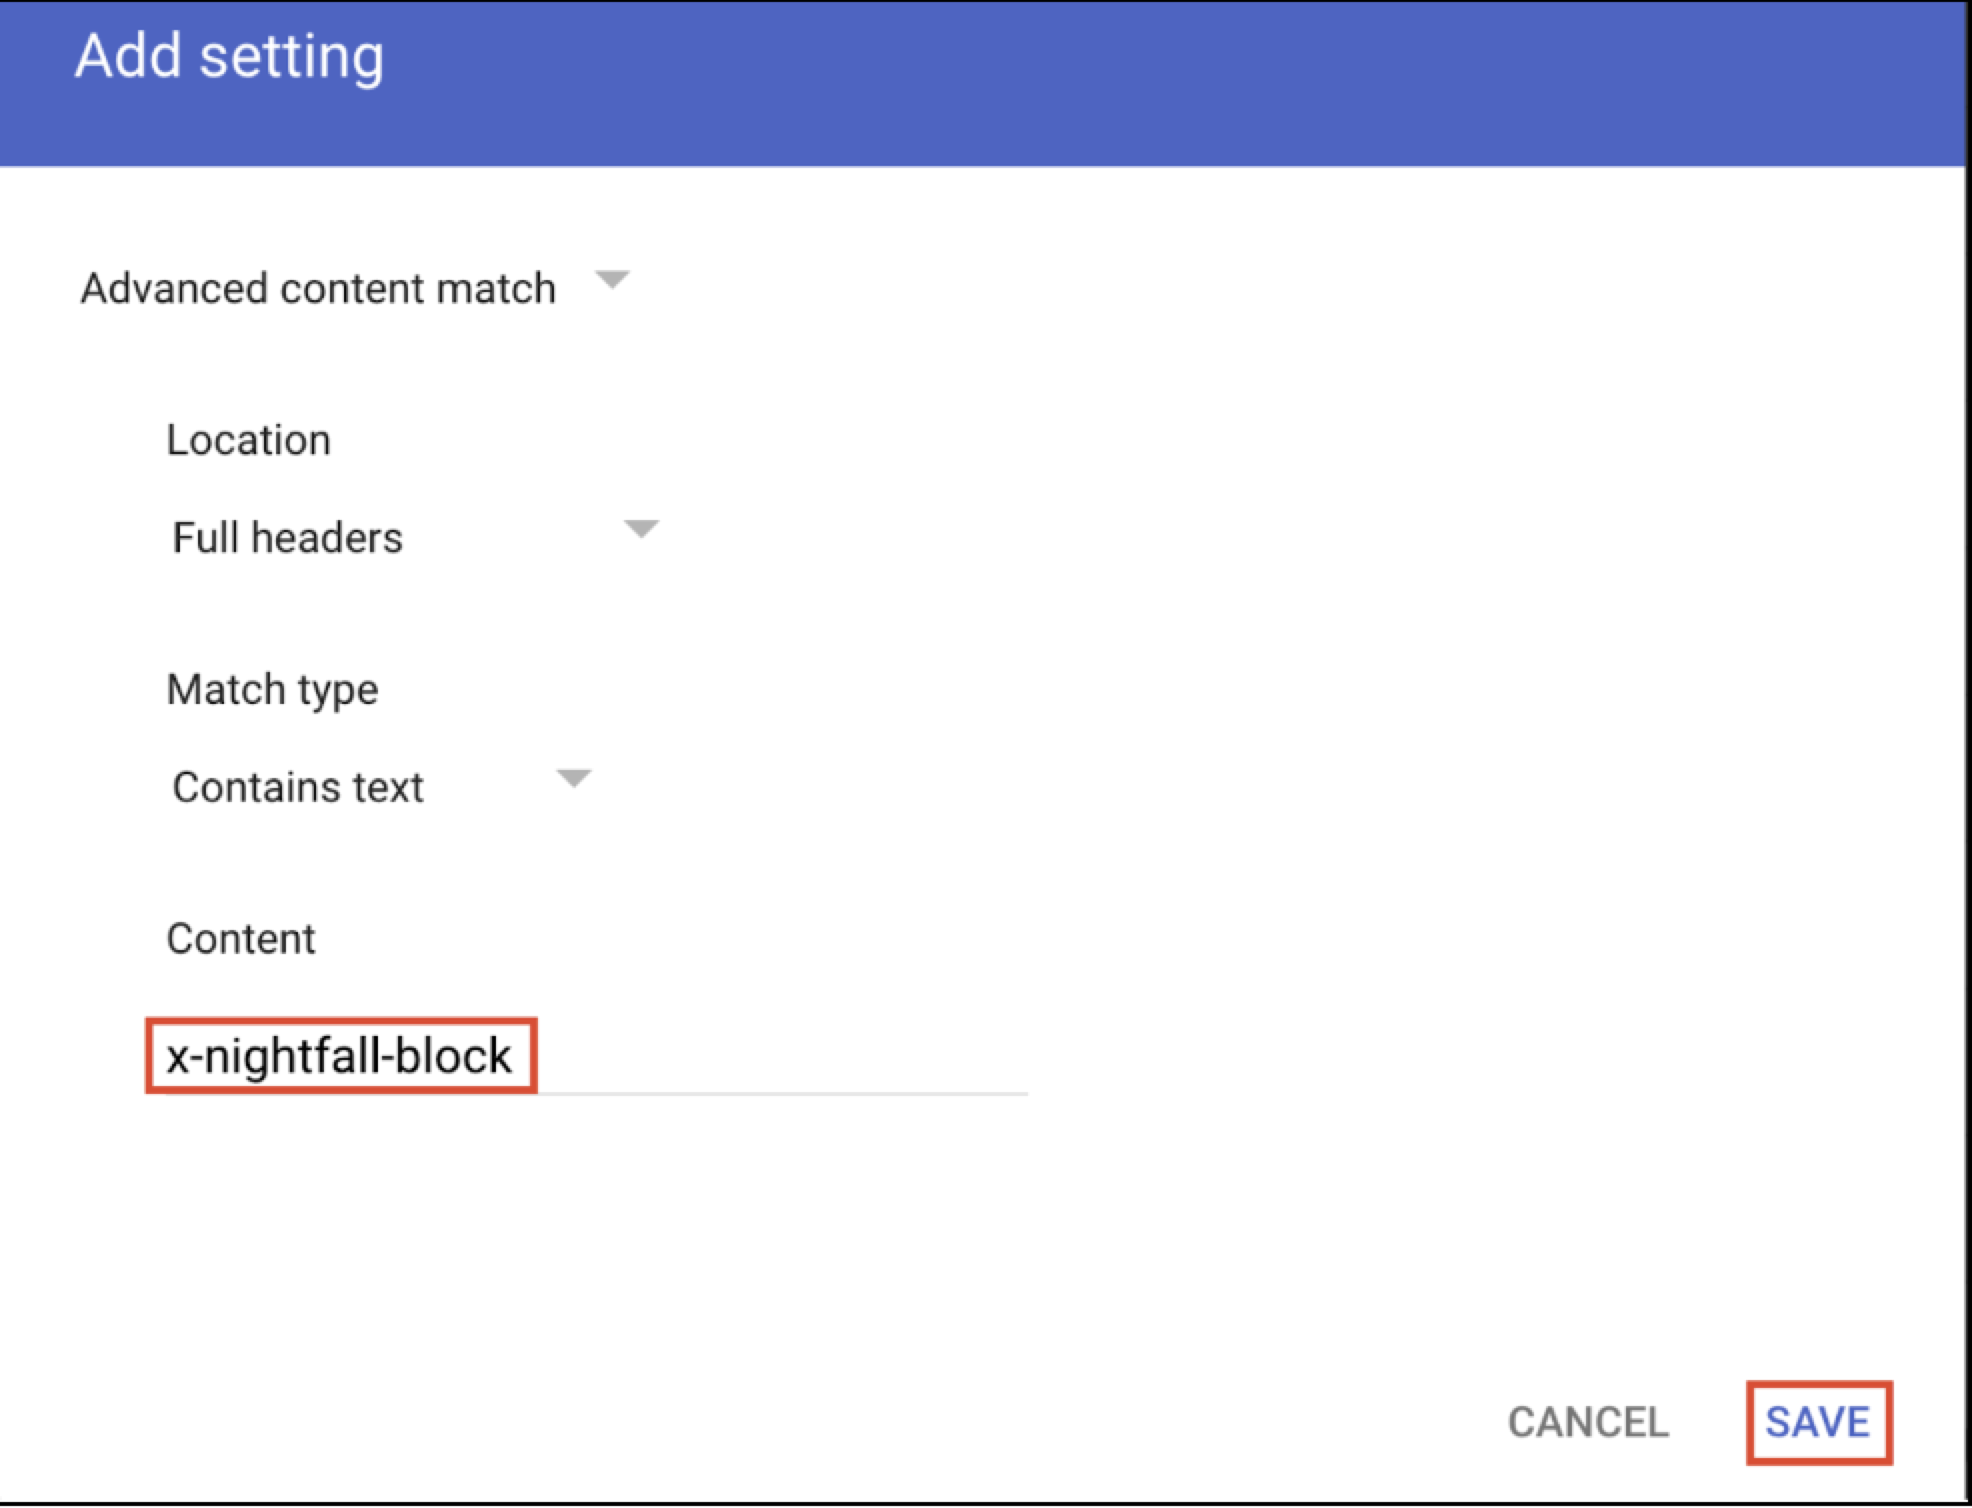 Add setting
Advanced content match
Location
Full headers
Match type
Contains text
Content
x-nightfall-block
CANCEL SAVE